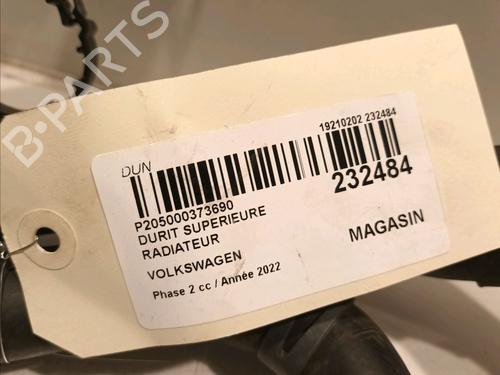 B-PARTS
DUN
19210202 232484
P205000373690
232484
DURIT SUPERIEURE
RADIATEUR
MAGASIN
VOLKSWAGEN
Phase 2 cc / Année 2022